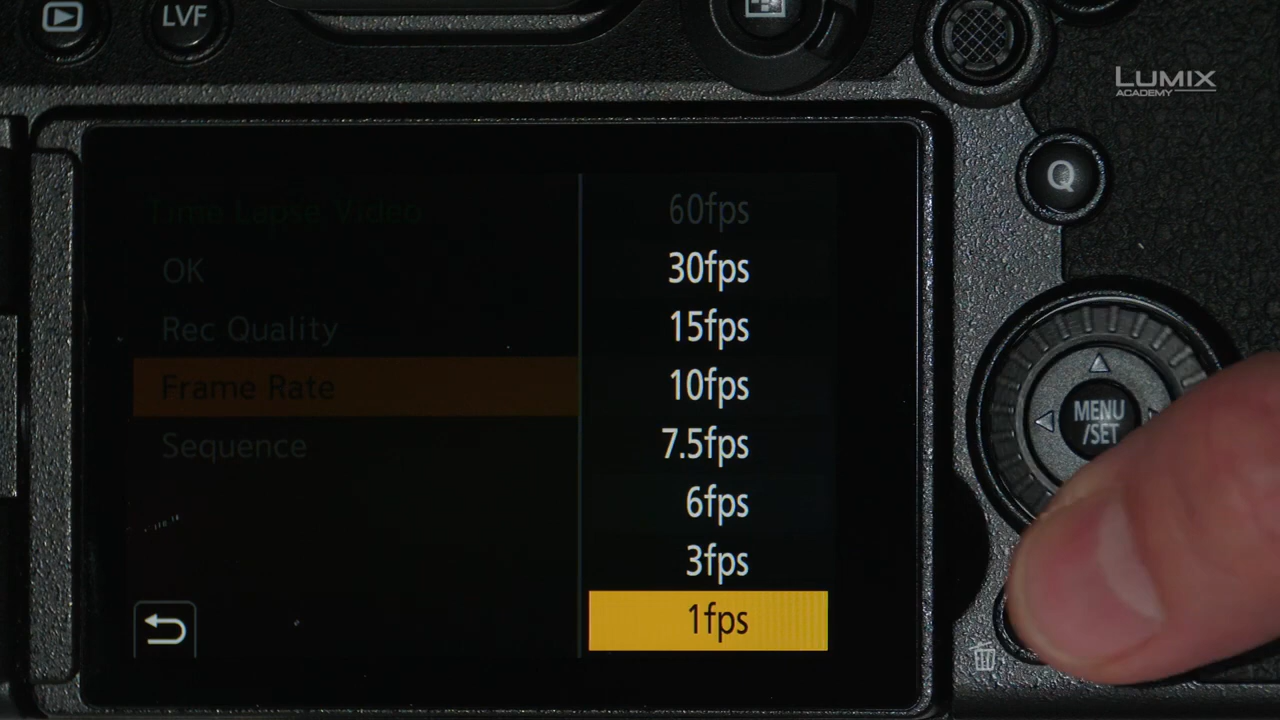 LVF
LUMIX
ACADEMY
Q
Time Lapse Video
OK
Rec Quality
Frame Rate
Sequence
60fps
30fps
15fps
10fps
7.5fps
6fps
3fps
1fps
MENU
/SET